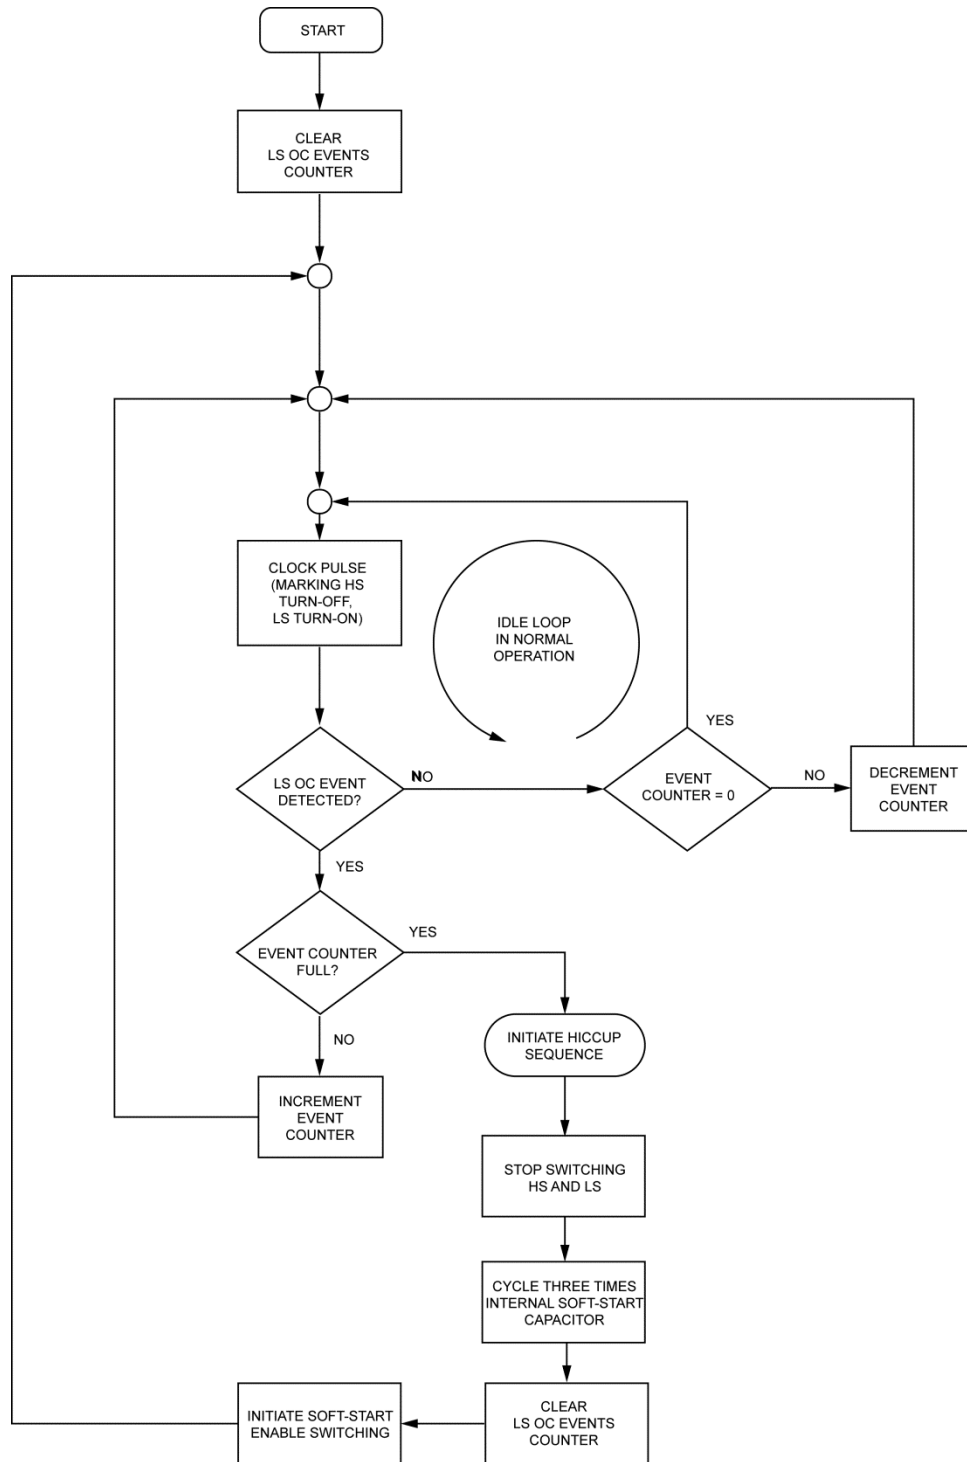 START
CLEAR
LS OC EVENTS
COUNTER
CLOCK PULSE
(MARKING HS
TURN-OFF,
LS TURN-ON)
IDLE LOOP
IN NORMAL
OPERATION
YES
LS OC EVENT
DETECTED?
NO
EVENT
COUNTER = 0
NO
DECREMENT
EVENT
COUNTER
YES
EVENT COUNTER
FULL?
YES
NO
INITIATE HICCUP
SEQUENCE
INCREMENT
EVENT
COUNTER
STOP SWITCHING
HS AND LS
CYCLE THREE TIMES
INTERNAL SOFT-START
CAPACITOR
INITIATE SOFT-START
ENABLE SWITCHING
CLEAR
LS OC EVENTS
COUNTER